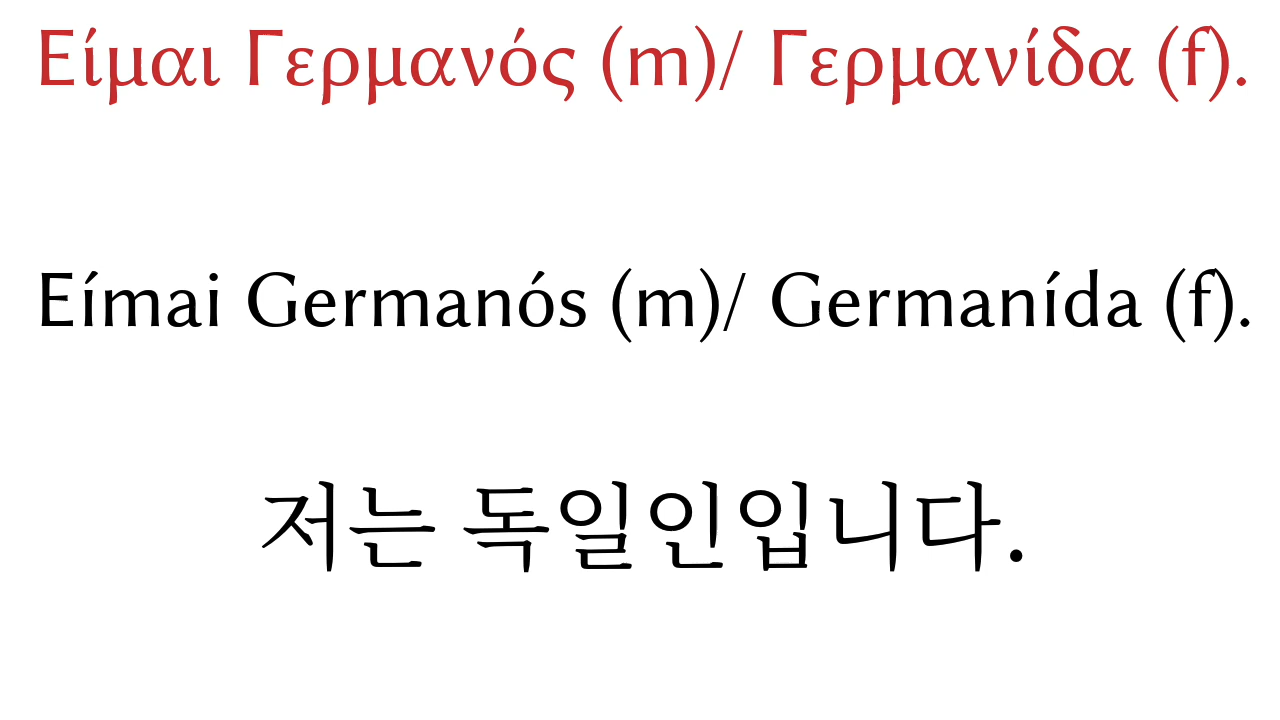 Είμαι Γερμανός (m)/ Γερμανίδα (f).
Eímai Germanós (m)/ Germanída (f).
저는 독일인입니다.